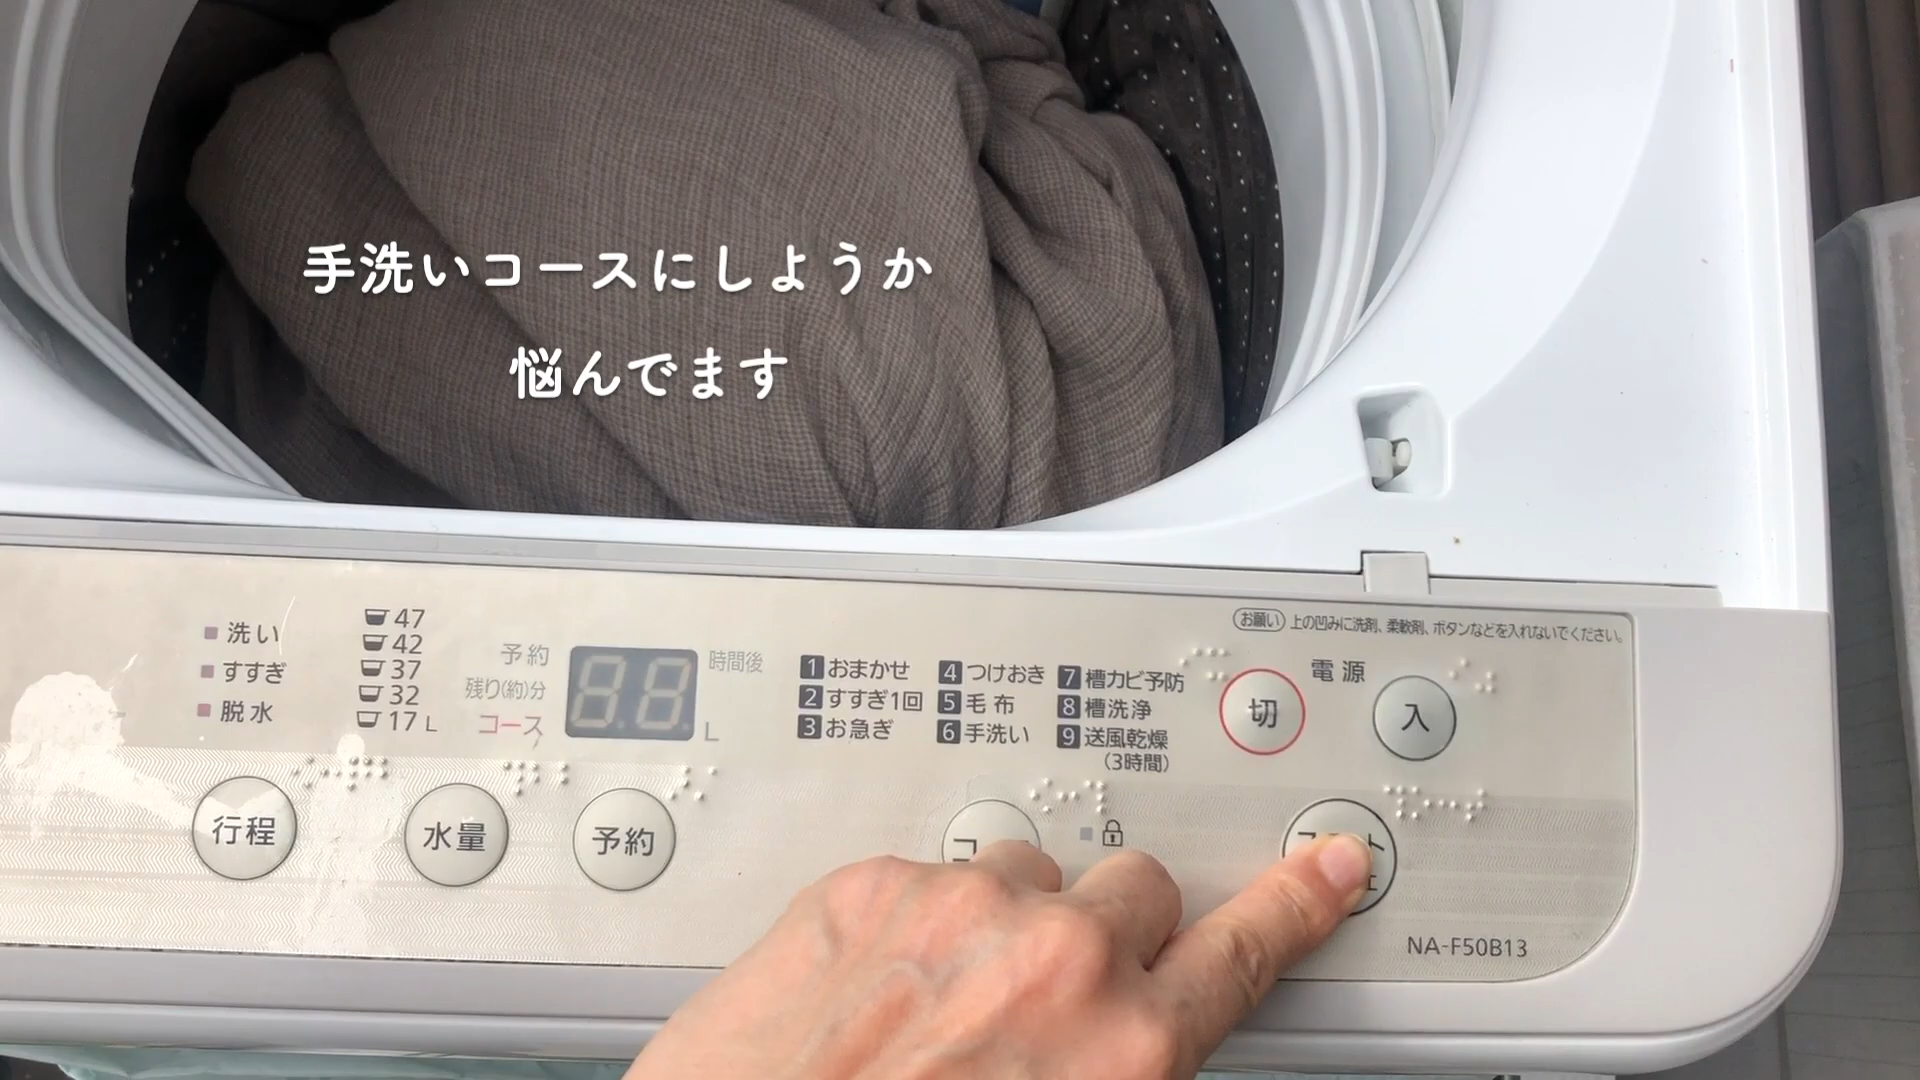 手洗いコースにしようか
悩んでます
お願い 上の凹みに洗剤、柔軟剤、ボタンなどを入れないでください。
洗い
すすぎ
脱水
47
42
37
32
17 L
予約
残り(約)分
コース
88
時間後
L
1 おまかせ
2 すすぎ1回
3 お急ぎ
4 つけおき
5 毛布
6 手洗い
7 槽カビ予防
8 槽洗浄
9 送風乾燥
(3時間)
電源
切
入
行程
水量
予約
NA-F50B13